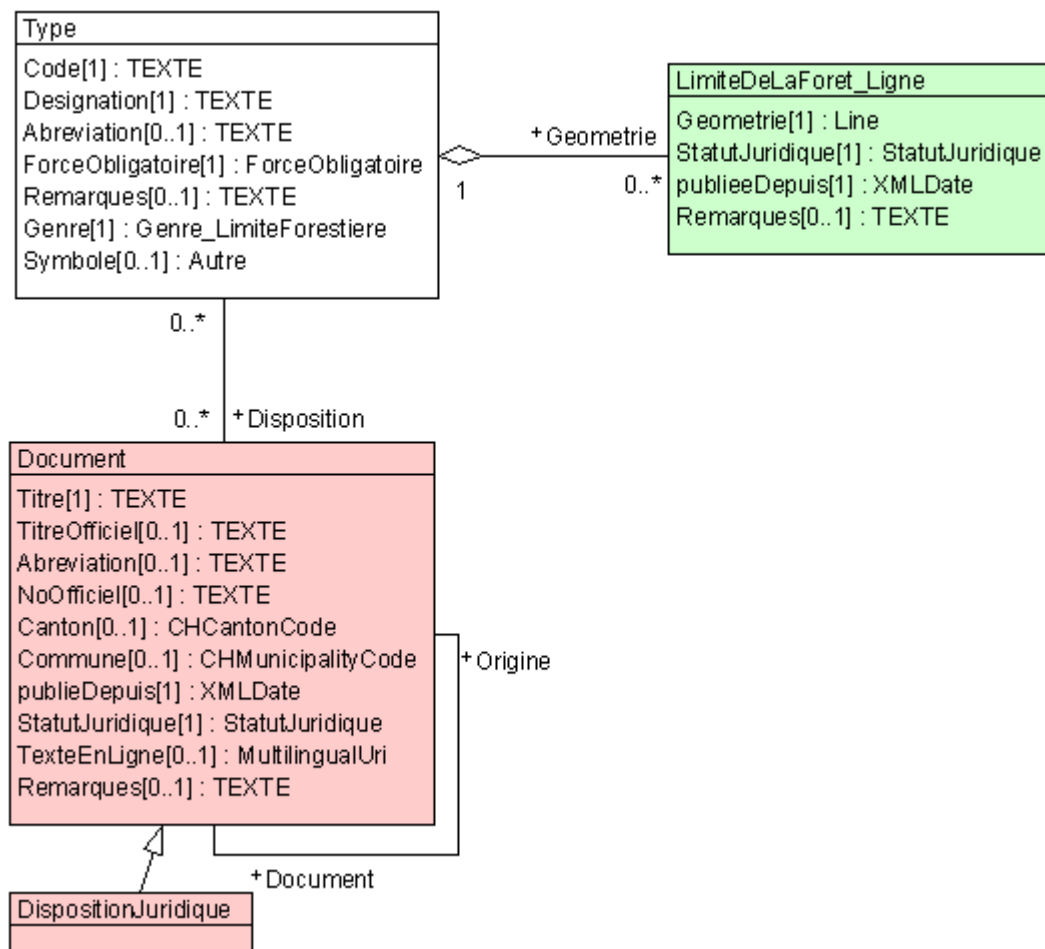 Type
Code[1] : TEXTE
Designation[1] : TEXTE
Abreviation[0..1] : TEXTE
ForceObligatoire[1] : ForceObligatoire
Remarques[0..1] : TEXTE
Genre[1] : Genre_LimiteForestiere
Symbole[0..1] : Autre
LimiteDeLaForet_Ligne
Geometrie[1] : Line
StatutJuridique[1] : StatutJuridique
publieeDepuis[1] : XMLDate
Remarques[0..1] : TEXTE
+Geometrie
1
0..*
0..*
0..*
+Disposition
Document
Titre[1] : TEXTE
TitreOfficiel[0..1] : TEXTE
Abreviation[0..1] : TEXTE
NoOfficiel[0..1] : TEXTE
Canton[0..1] : CHCantonCode
Commune[0..1] : CHMunicipalityCode
publieDepuis[1] : XMLDate
StatutJuridique[1] : StatutJuridique
TexteEnLigne[0..1] : MultilingualUri
Remarques[0..1] : TEXTE
+Origine
+Document
DispositionJuridique